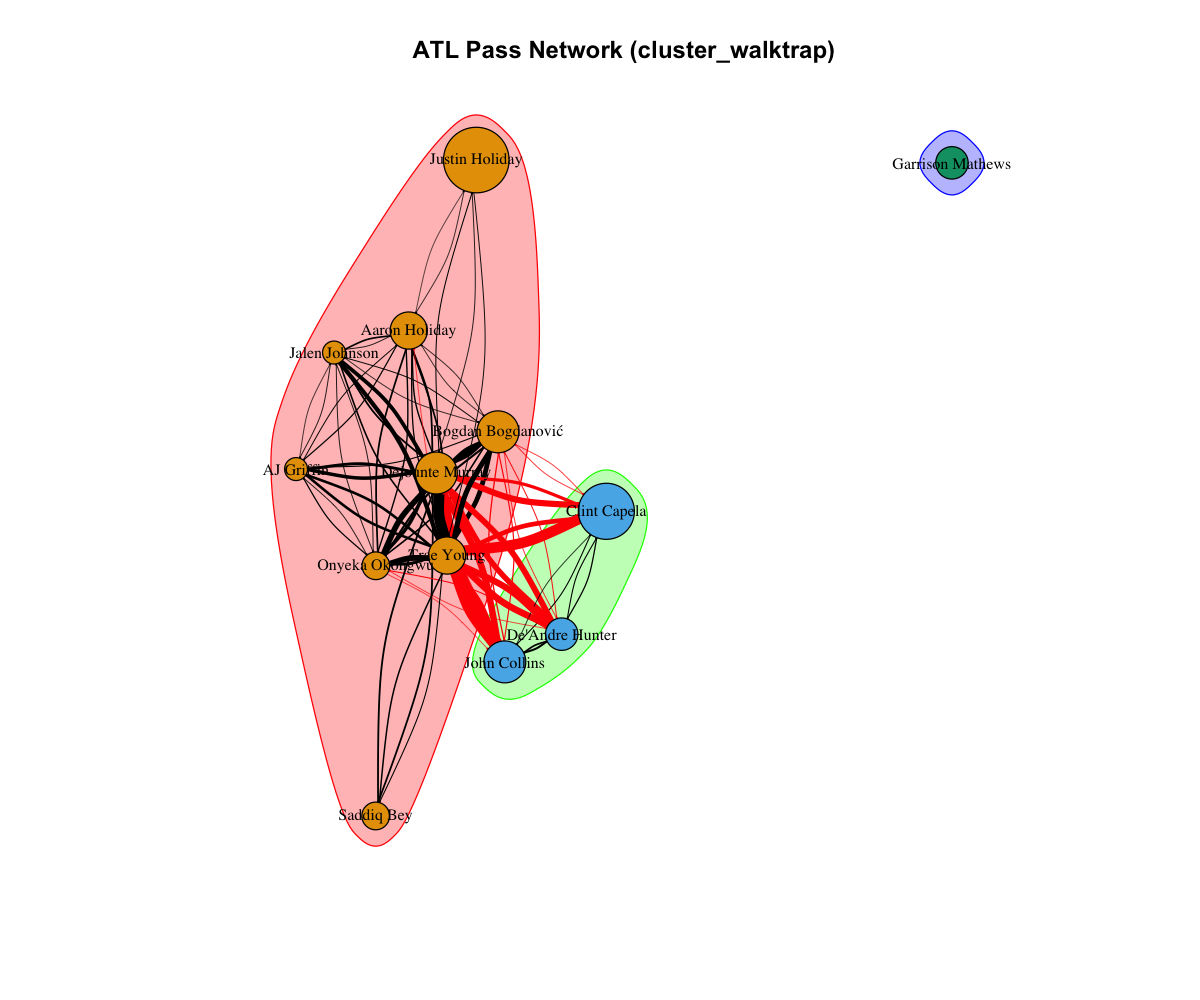 ATL Pass Network (cluster_walktrap)
Justin Holiday
Garrison Mathews
Aaron Holiday
Jalen Johnson
Bogdan Bogdanović
AJ Griffin
Dejounte Murray
Clint Capela
Trae Young
Onyeka Okongwu
De'Andre Hunter
John Collins
Saddiq Bey